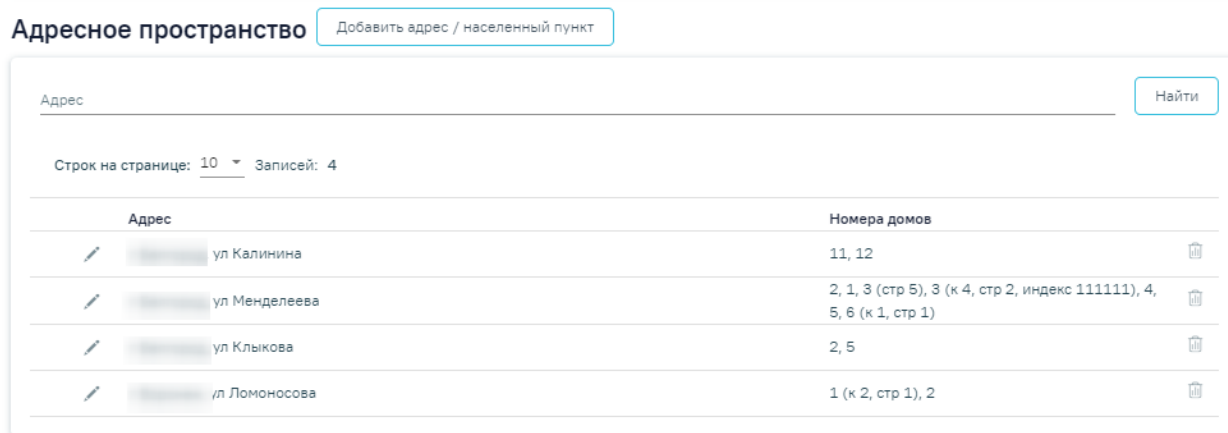 Адресное пространство Добавить адрес / населенный пункт
Адрес Найти
Строк на странице: 10 Записей: 4
Адрес Номера домов
ул Калинина 11, 12
ул Менделеева 2, 1, 3 (стр 5), 3 (к 4, стр 2, индекс 111111), 4,
5, 6 (к 1, стр 1)
ул Клыкова 2, 5
ул Ломоносова 1 (к 2, стр 1), 2